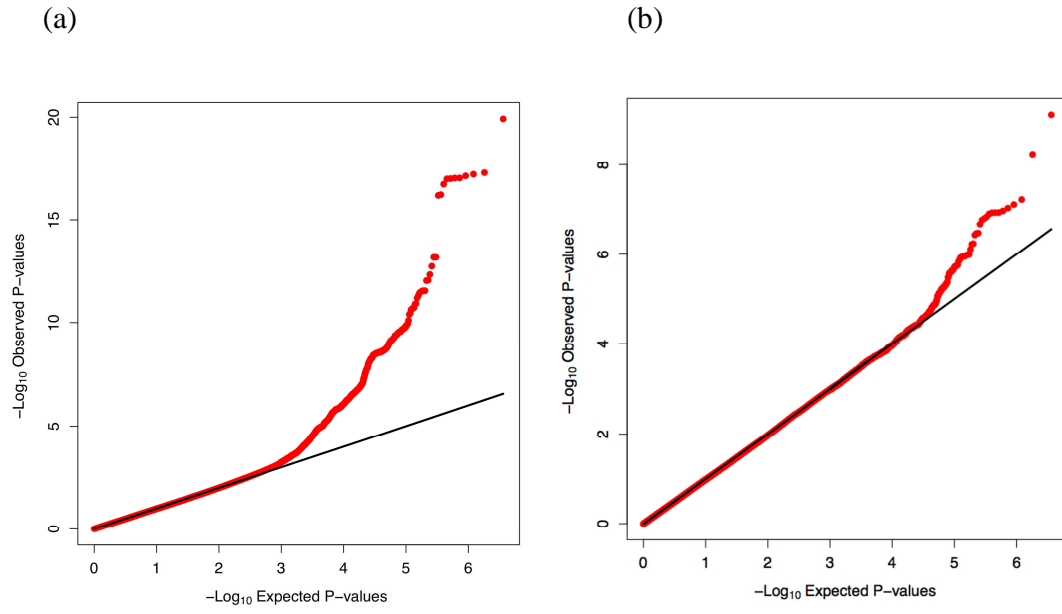 (a)
(b)
20
15
10
5
0
0 1 2 3 4 5 6
−Log10 Observed P−values
−Log10 Expected P−values
8
6
4
2
0
0 1 2 3 4 5 6
−Log10 Observed P−values
−Log10 Expected P−values